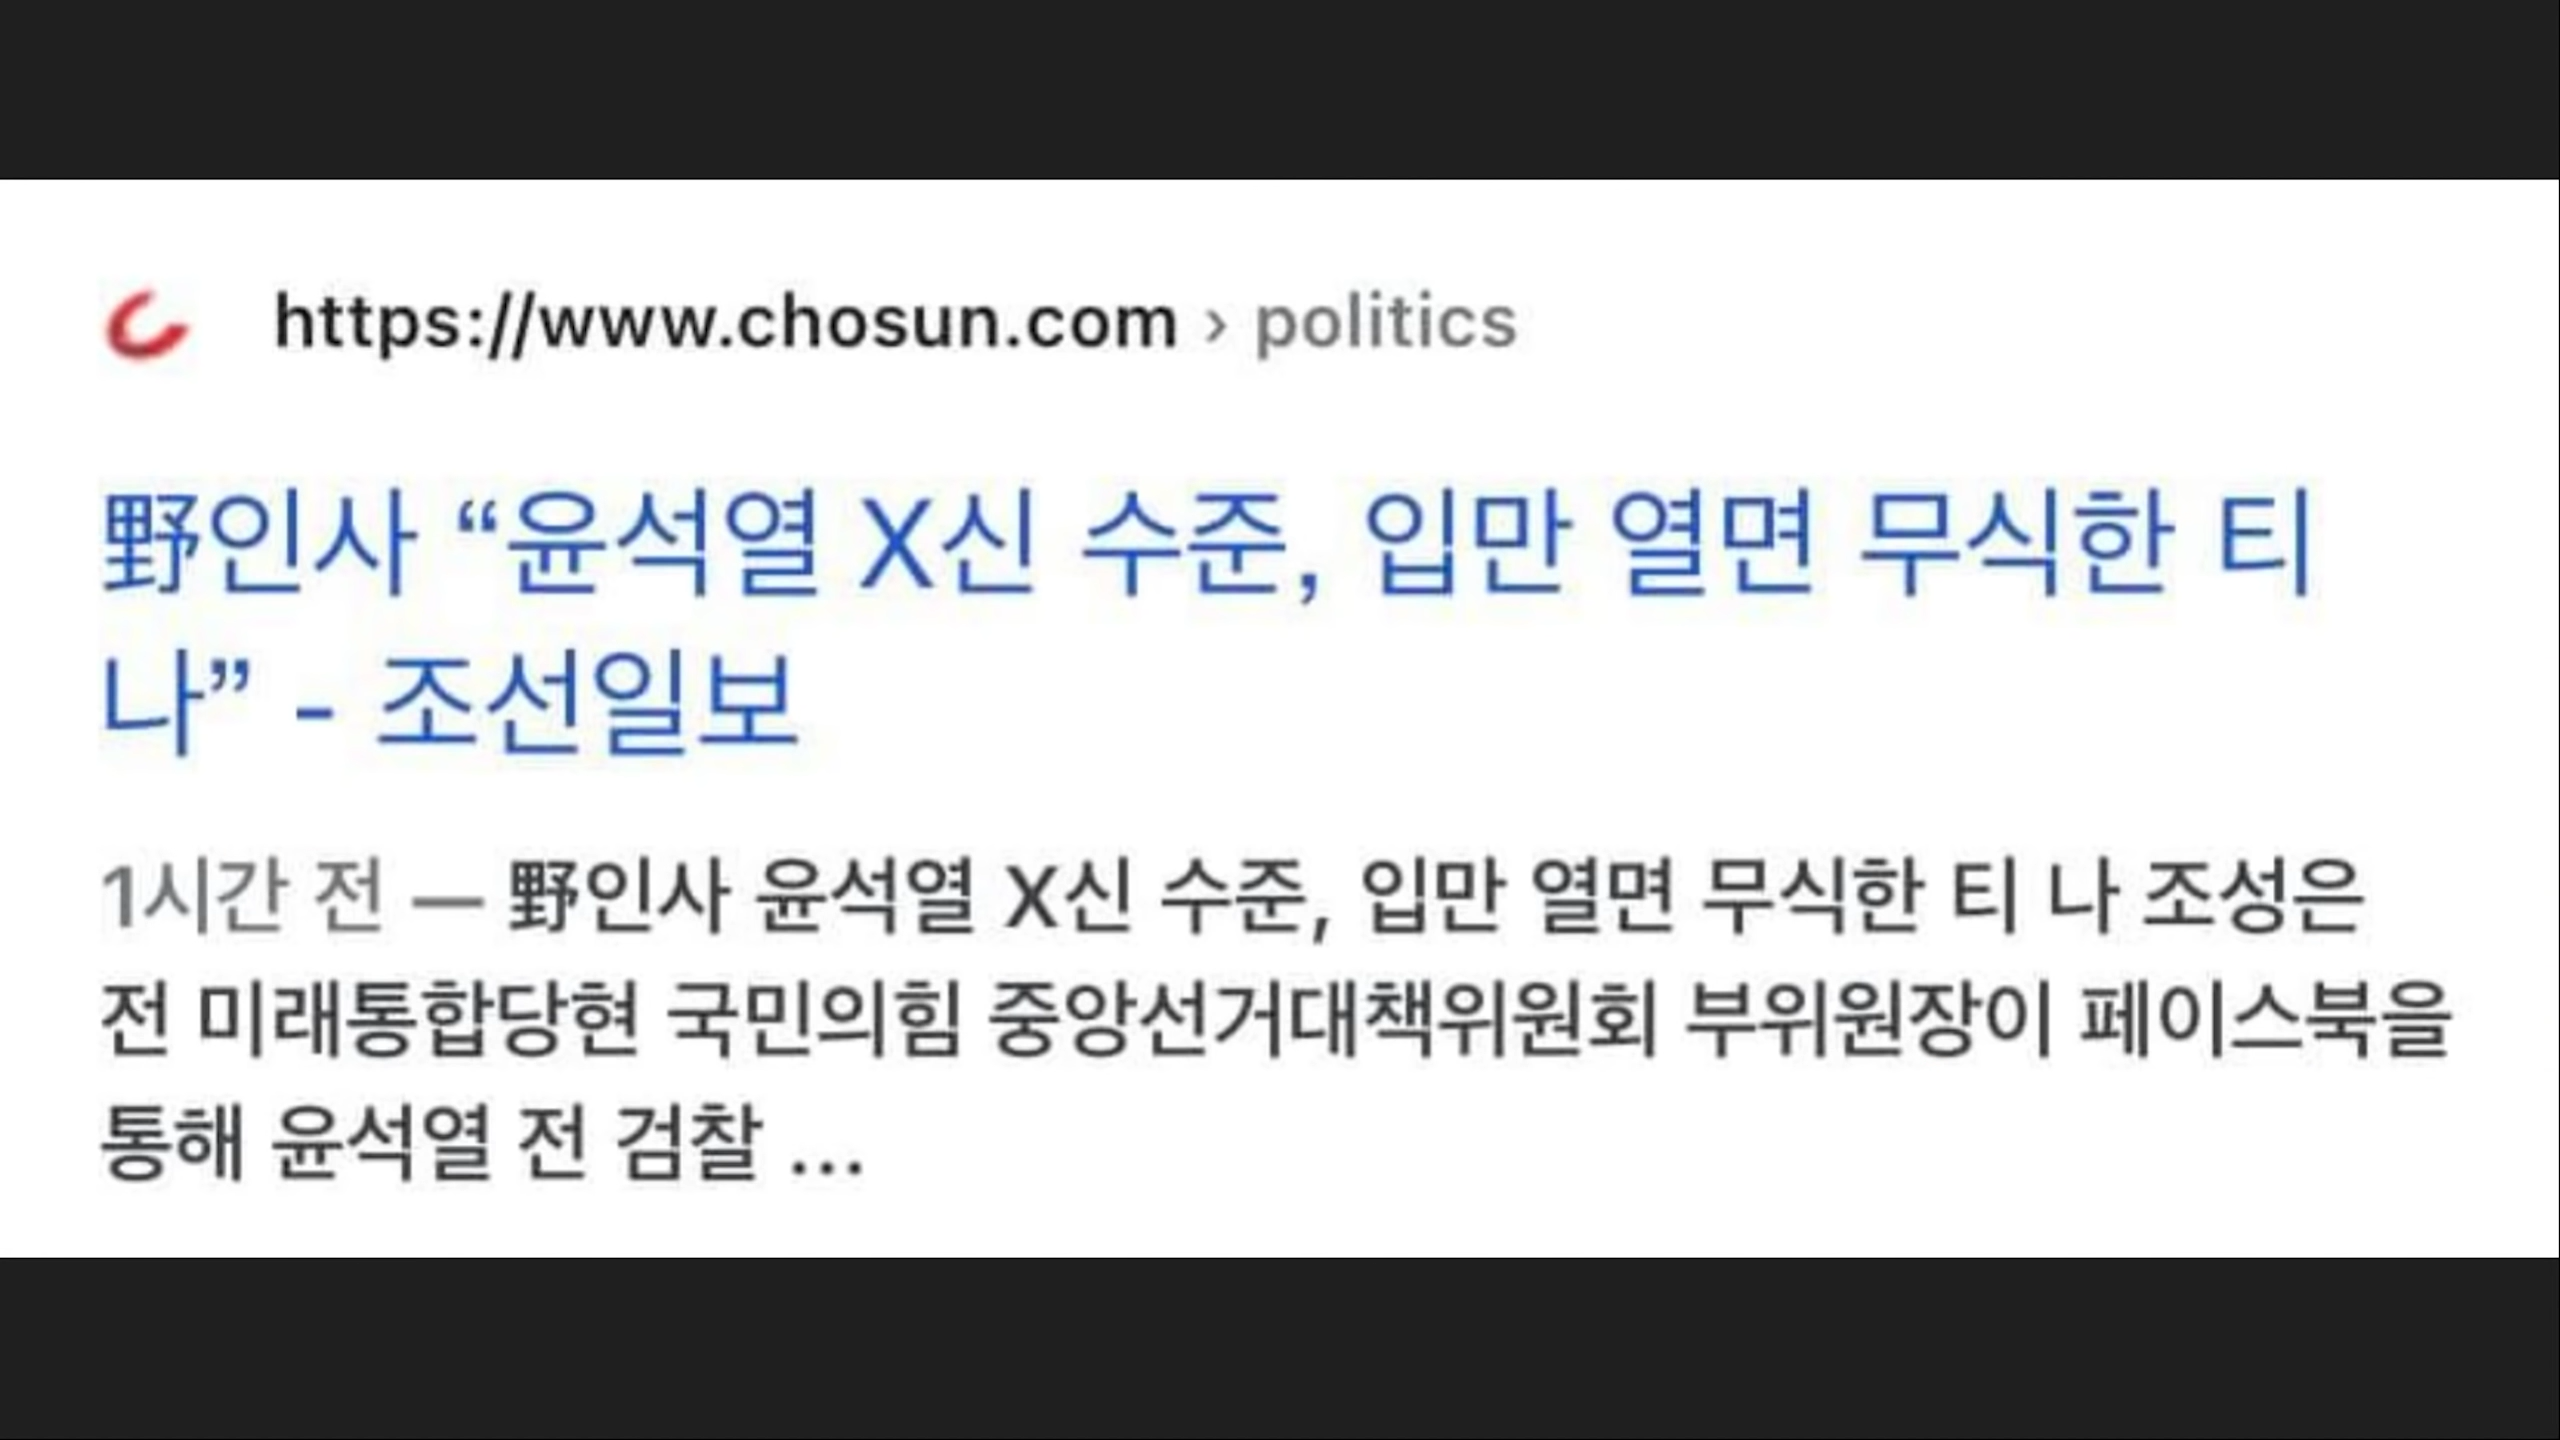 https://www.chosun.com › politics
野인사 “윤석열 X신 수준, 입만 열면 무식한 티
나” - 조선일보
1시간 전 — 野인사 윤석열 X신 수준, 입만 열면 무식한 티 나 조성은
전 미래통합당현 국민의힘 중앙선거대책위원회 부위원장이 페이스북을
통해 윤석열 전 검찰 ...